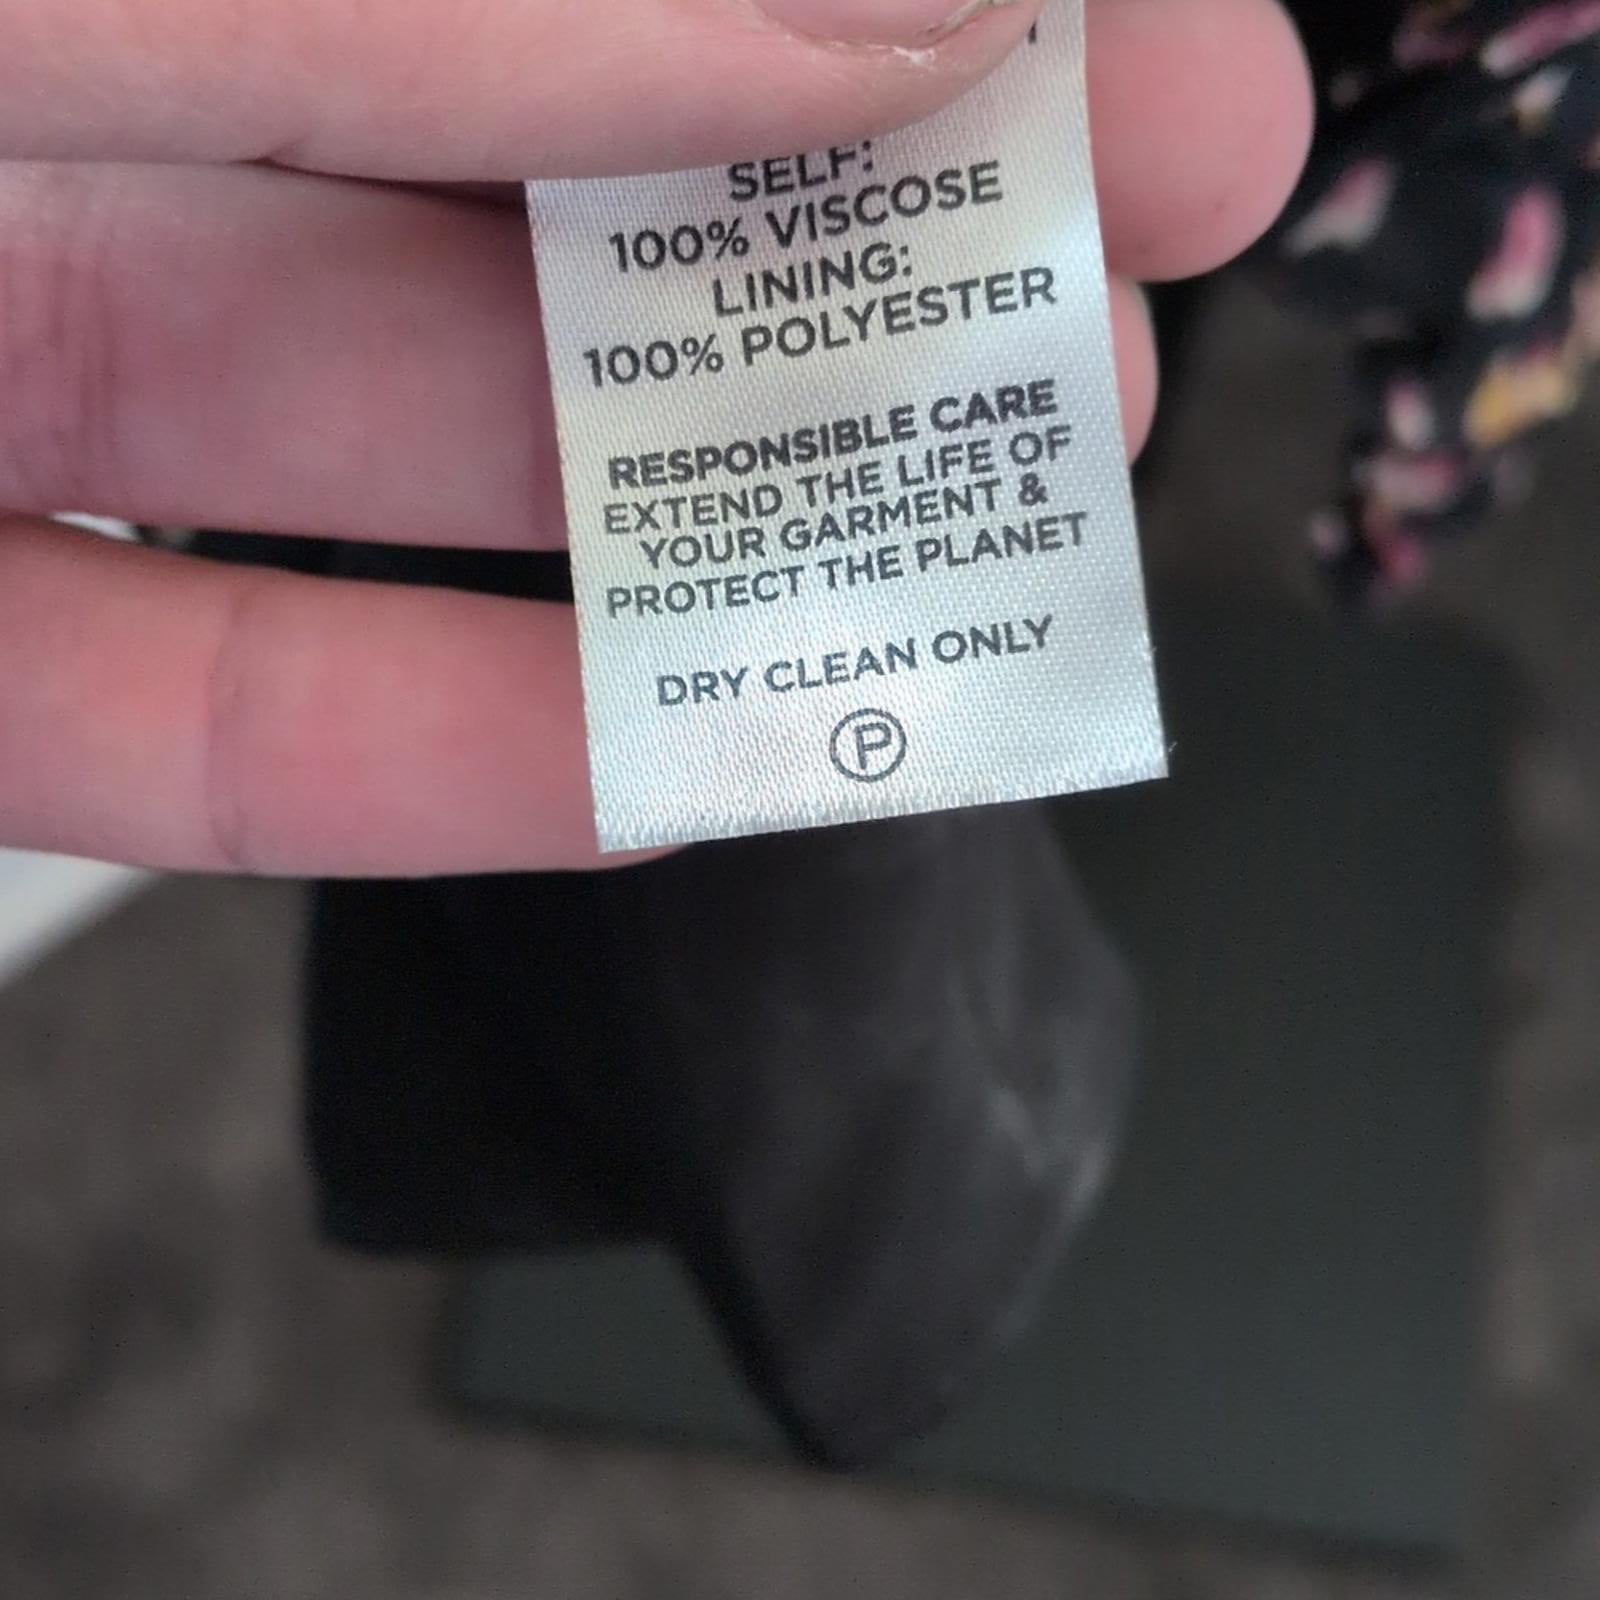 SELF:
100% VISCOSE
LINING:
100% POLYESTER
RESPONSIBLE CARE
EXTEND THE LIFE OF
YOUR GARMENT &
PROTECT THE PLANET
DRY CLEAN ONLY
P